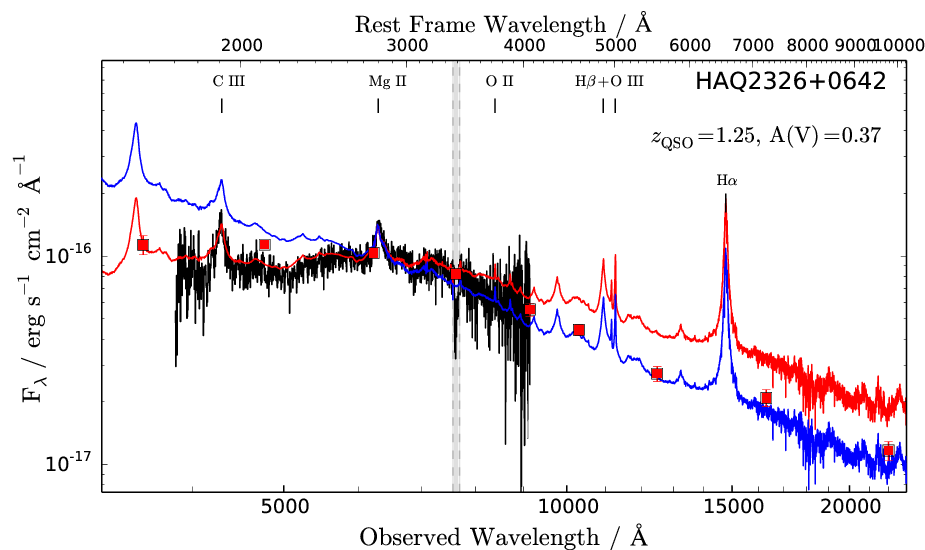 Rest Frame Wavelength / Å
2000 3000 4000 5000 6000 7000 8000 9000 10000
HAQ2326+0642
C III Mg II O II Hβ+O III
z_QSO=1.25, A(V)=0.37
Hα
F_λ / erg s⁻¹ cm⁻² Å⁻¹
10⁻¹⁶
10⁻¹⁷
5000 10000 15000 20000
Observed Wavelength / Å